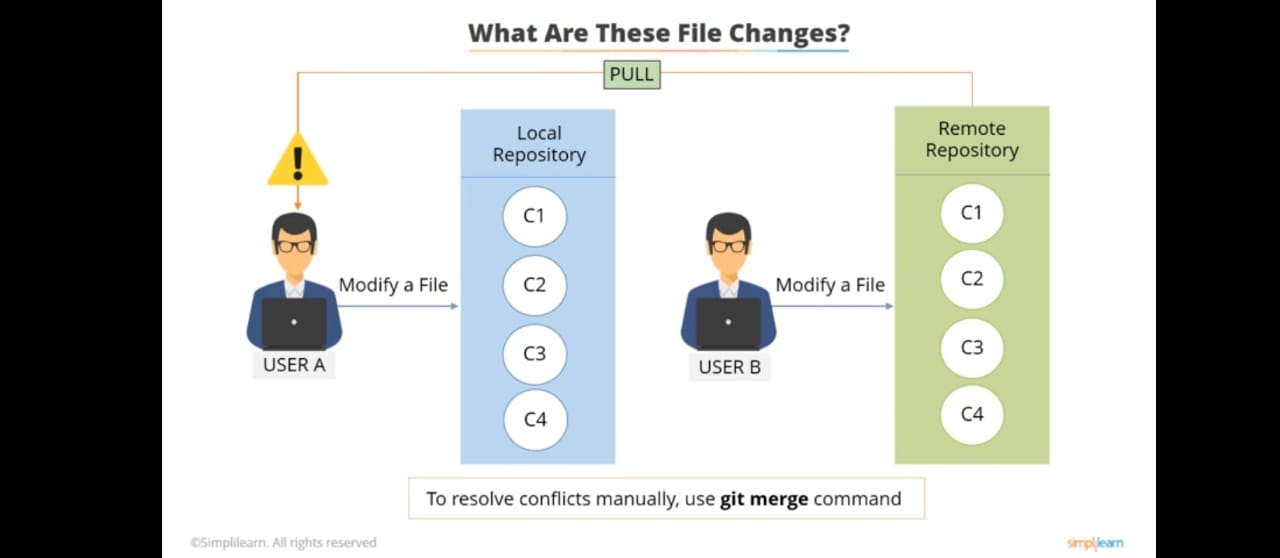 What Are These File Changes?
PULL
Local
Repository
C1
C2
C3
C4
Modify a File
USER A
Remote
Repository
C1
C2
C3
C4
Modify a File
USER B
To resolve conflicts manually, use git merge command
©Simplilearn. All rights reserved
simplilearn